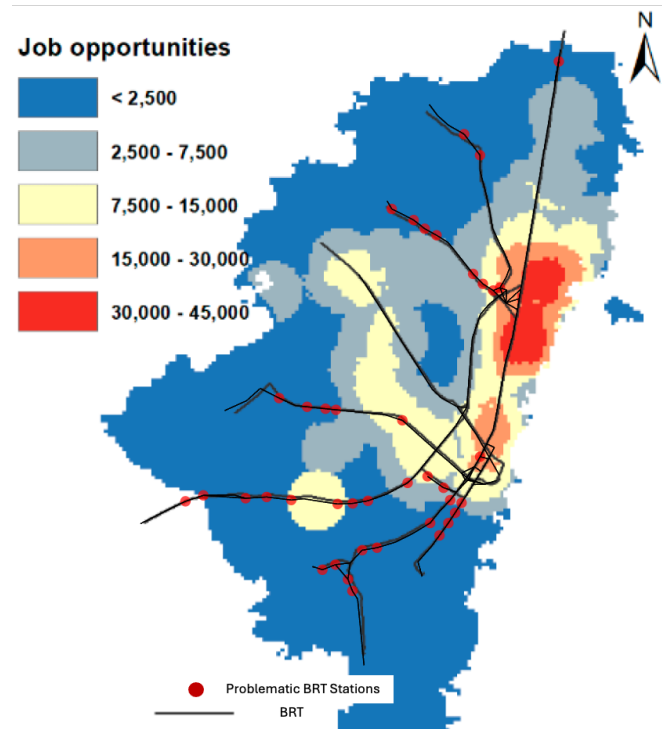 N
Job opportunities
< 2,500
2,500 - 7,500
7,500 - 15,000
15,000 - 30,000
30,000 - 45,000
Problematic BRT Stations
BRT